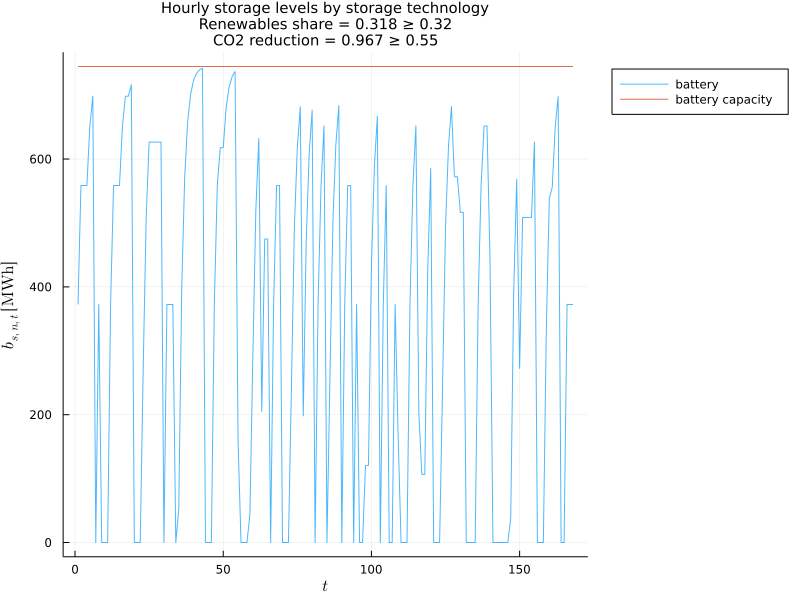 Hourly storage levels by storage technology
Renewables share = 0.318 ≥ 0.32
CO2 reduction = 0.967 ≥ 0.55
battery
battery capacity
600
400
200
0
b_{s, n, t} [MWh]
0 50 100 150
t